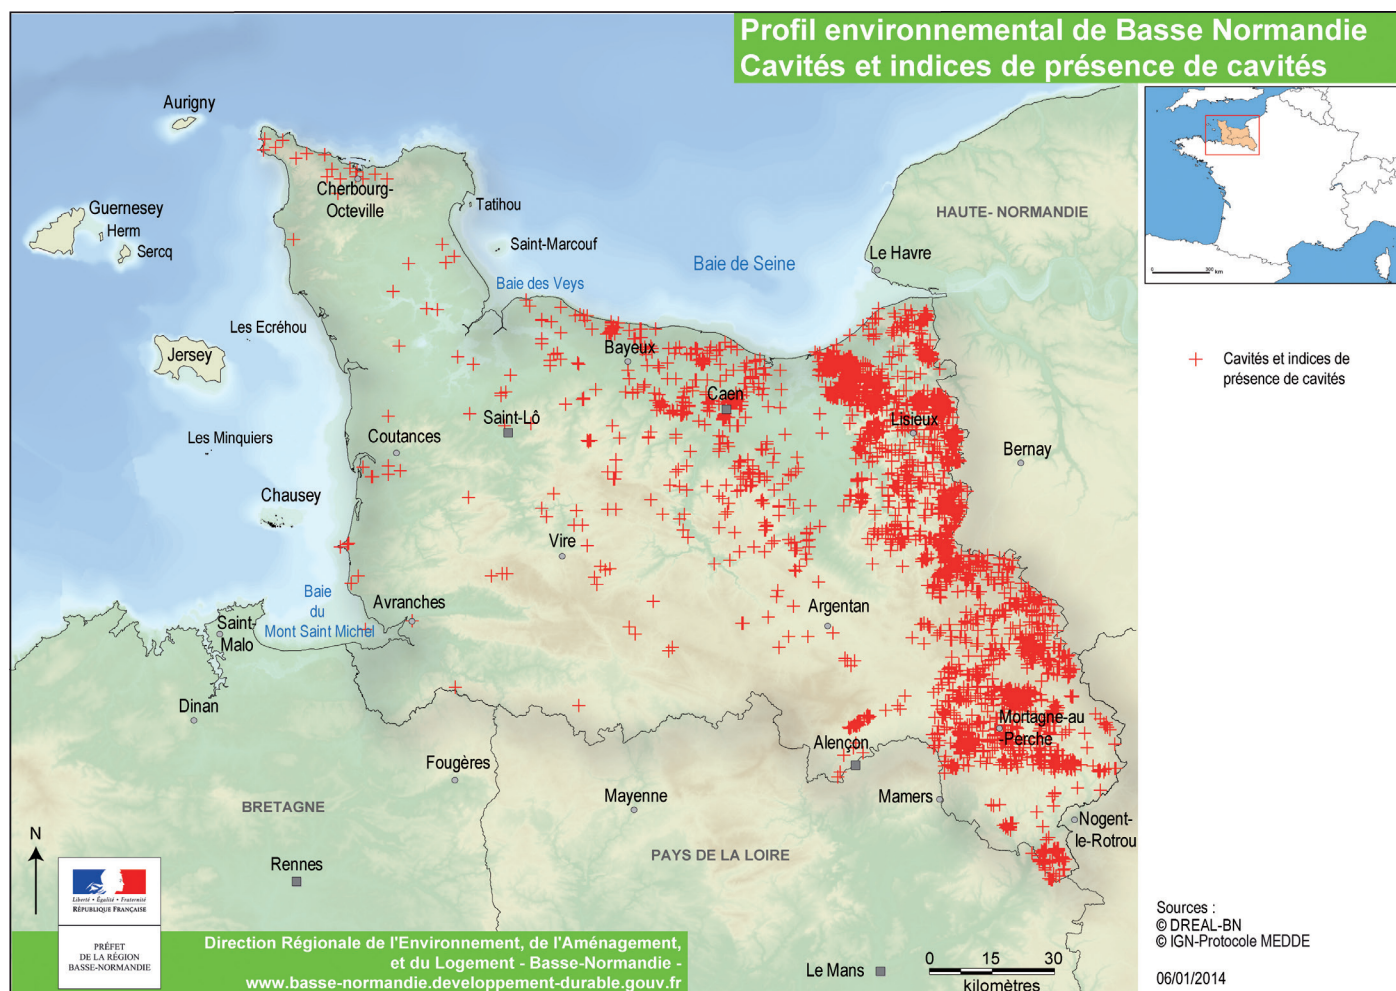 Profil environnemental de Basse Normandie
Cavités et indices de présence de cavités
Aurigny
Cherbourg-
Octeville
Guernesey
Herm
Sercq
Tatihou
Saint-Marcouf
HAUTE- NORMANDIE
Le Havre
Baie de Seine
Baie des Veys
0
300 km
Les Ecréhou
Jersey
Bayeux
Cavités et indices de
présence de cavités
Caen
Saint-Lô
Lisieux
Les Minquiers
Coutances
Bernay
Chausey
Vire
Baie
du
Mont Saint Michel
Avranches
Argentan
Saint-
Malo
Dinan
Mortagne-au
-Perche
Alençon
Fougères
Mayenne
Mamers
BRETAGNE
Nogent-
le-Rotrou
PAYS DE LA LOIRE
N
Rennes
Liberté • Égalité • Fraternité
RÉPUBLIQUE FRANÇAISE
PRÉFET
DE LA RÉGION
BASSE-NORMANDIE
Direction Régionale de l'Environnement, de l'Aménagement,
et du Logement - Basse-Normandie -
www.basse-normandie.developpement-durable.gouv.fr
Le Mans
0 15 30
kilomètres
Sources :
© DREAL-BN
© IGN-Protocole MEDDE
06/01/2014